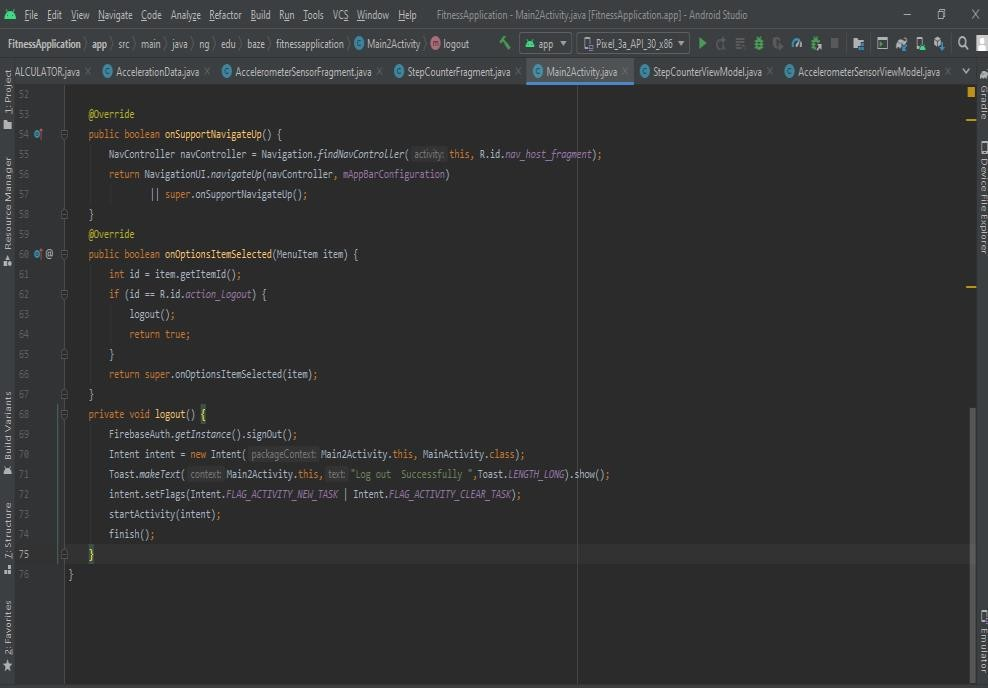 File Edit View Navigate Code Analyze Refactor Build Run Tools VCS Window Help FitnessApplication - Main2Activity.java [FitnessApplication.app] - Android Studio
FitnessApplication app src main java ng edu baze fitnessapplication Main2Activity logout app Pixel_3a_API_30_x86
ALCULATOR.java AccelerationData.java AccelerometerSensorFragment.java StepCounterFragment.java Main2Activity.java StepCounterViewModel.java AccelerometerSensorViewModel.java
52
53 @Override
54 public boolean onSupportNavigateUp() {
55 NavController navController = Navigation.findNavController( activity: this, R.id.nav_host_fragment);
56 return NavigationUI.navigateUp(navController, mAppBarConfiguration)
57 || super.onSupportNavigateUp();
58 }
59 @Override
60 @ public boolean onOptionsItemSelected(MenuItem item) {
61 int id = item.getItemId();
62 if (id == R.id.action_Logout) {
63 logout();
64 return true;
65 }
66 return super.onOptionsItemSelected(item);
67 }
68 private void logout() {
69 FirebaseAuth.getInstance().signOut();
70 Intent intent = new Intent( packageContext: Main2Activity.this, MainActivity.class);
71 Toast.makeText( context: Main2Activity.this, text: "Log out  Successfully ",Toast.LENGTH_LONG).show();
72 intent.setFlags(Intent.FLAG_ACTIVITY_NEW_TASK | Intent.FLAG_ACTIVITY_CLEAR_TASK);
73 startActivity(intent);
74 finish();
75 }
76 }
1: Project
Resource Manager
Build Variants
7: Structure
2: Favorites
Gradle
Device File Explorer
Emulator